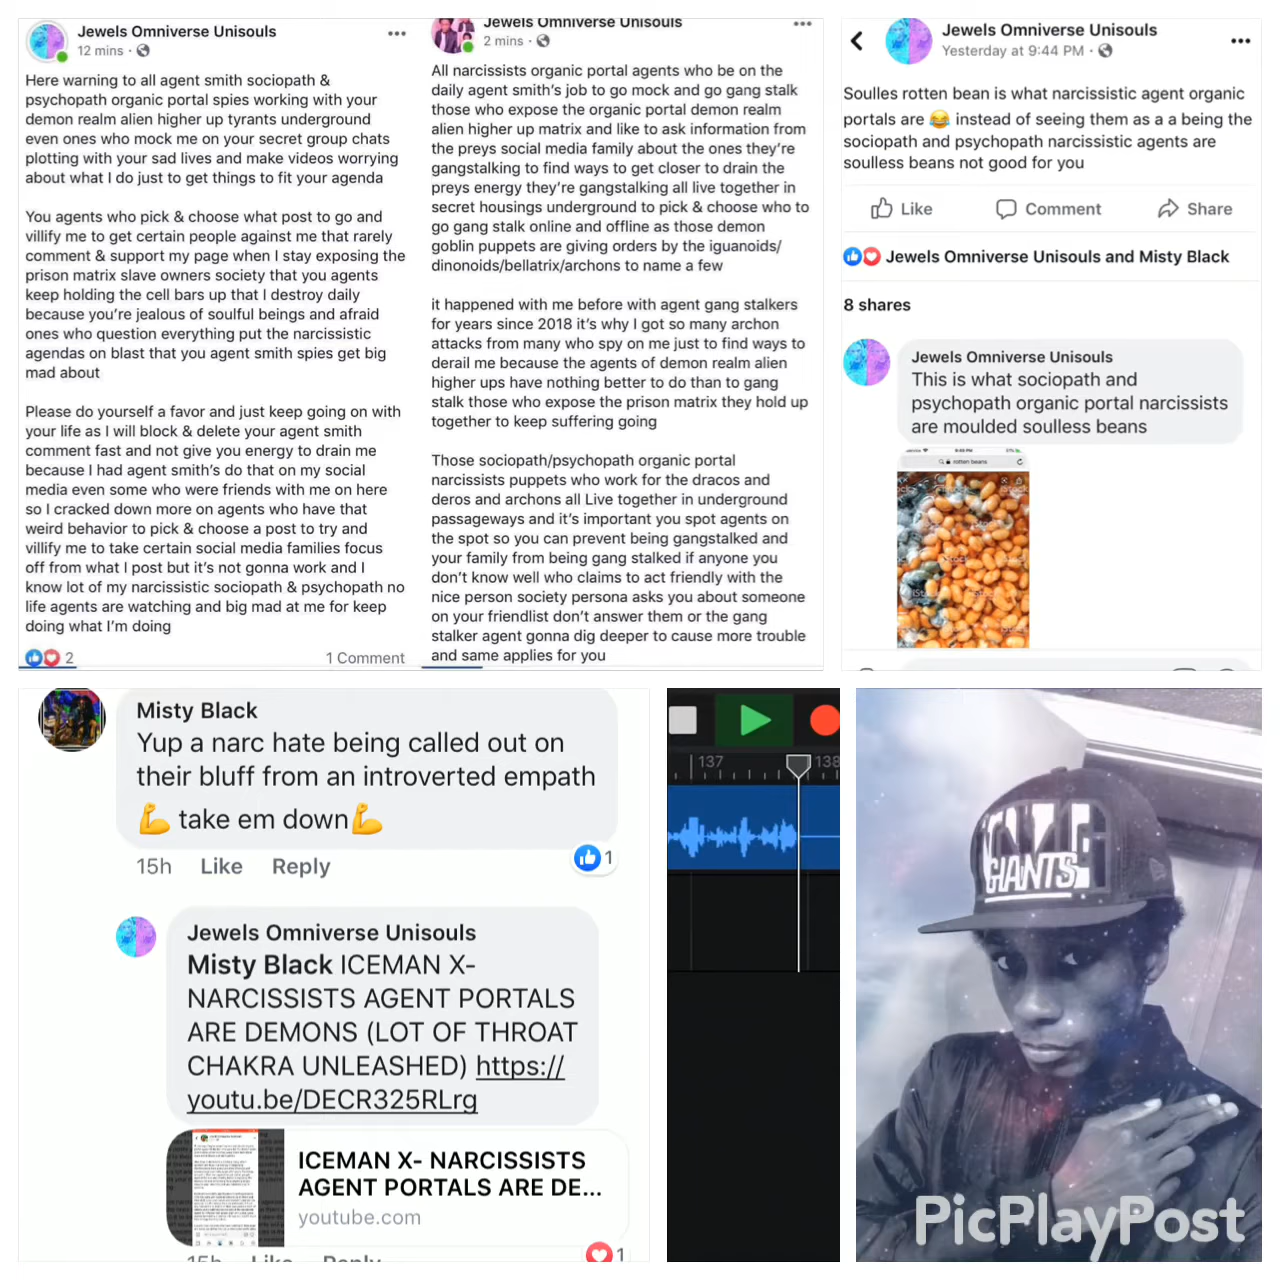 Jewels Omniverse Unisouls
12 mins ·
Here warning to all agent smith sociopath &
psychopath organic portal spies working with your
demon realm alien higher up tyrants underground
even ones who mock me on your secret group chats
plotting with your sad lives and make videos worrying
about what I do just to get things to fit your agenda
You agents who pick & choose what post to go and
villify me to get certain people against me that rarely
comment & support my page when I stay exposing the
prison matrix slave owners society that you agents
keep holding the cell bars up that I destroy daily
because you're jealous of soulful beings and afraid
ones who question everything put the narcissistic
agendas on blast that you agent smith spies get big
mad about
Please do yourself a favor and just keep going on with
your life as I will block & delete your agent smith
comment fast and not give you energy to drain me
because I had agent smith's do that on my social
media even some who were friends with me on here
so I cracked down more on agents who have that
weird behavior to pick & choose a post to try and
villify me to take certain social media families focus
off from what I post but it's not gonna work and I
know lot of my narcissistic sociopath & psychopath no
life agents are watching and big mad at me for keep
doing what I'm doing
2
1 Comment
Jewels Omniverse Unisouls
2 mins ·
All narcissists organic portal agents who be on the
daily agent smith's job to go mock and go gang stalk
those who expose the organic portal demon realm
alien higher up matrix and like to ask information from
the preys social media family about the ones they're
gangstalking to find ways to get closer to drain the
preys energy they're gangstalking all live together in
secret housings underground to pick & choose who to
go gang stalk online and offline as those demon
goblin puppets are giving orders by the iguanoids/
dinonoids/bellatrix/archons to name a few
it happened with me before with agent gang stalkers
for years since 2018 it's why I got so many archon
attacks from many who spy on me just to find ways to
derail me because the agents of demon realm alien
higher ups have nothing better to do than to gang
stalk those who expose the prison matrix they hold up
together to keep suffering going
Those sociopath/psychopath organic portal
narcissists puppets who work for the dracos and
deros and archons all Live together in underground
passageways and it's important you spot agents on
the spot so you can prevent being gangstalked and
your family from being gang stalked if anyone you
don't know well who claims to act friendly with the
nice person society persona asks you about someone
on your friendlist don't answer them or the gang
stalker agent gonna dig deeper to cause more trouble
and same applies for you
Jewels Omniverse Unisouls
Yesterday at 9:44 PM ·
Soulles rotten bean is what narcissistic agent organic
portals are 😂 instead of seeing them as a a being the
sociopath and psychopath narcissistic agents are
soulless beans not good for you
Like
Comment
Share
Jewels Omniverse Unisouls and Misty Black
8 shares
Jewels Omniverse Unisouls
This is what sociopath and
psychopath organic portal narcissists
are moulded soulless beans
rotten beans
Misty Black
Yup a narc hate being called out on
their bluff from an introverted empath
💪 take em down💪
15h Like Reply
1
Jewels Omniverse Unisouls
Misty Black ICEMAN X-
NARCISSISTS AGENT PORTALS
ARE DEMONS (LOT OF THROAT
CHAKRA UNLEASHED) https://
youtu.be/DECR325RLrg
ICEMAN X- NARCISSISTS
AGENT PORTALS ARE DE...
youtube.com
15h Like Reply
1
137
138
GIANTS
PicPlayPost